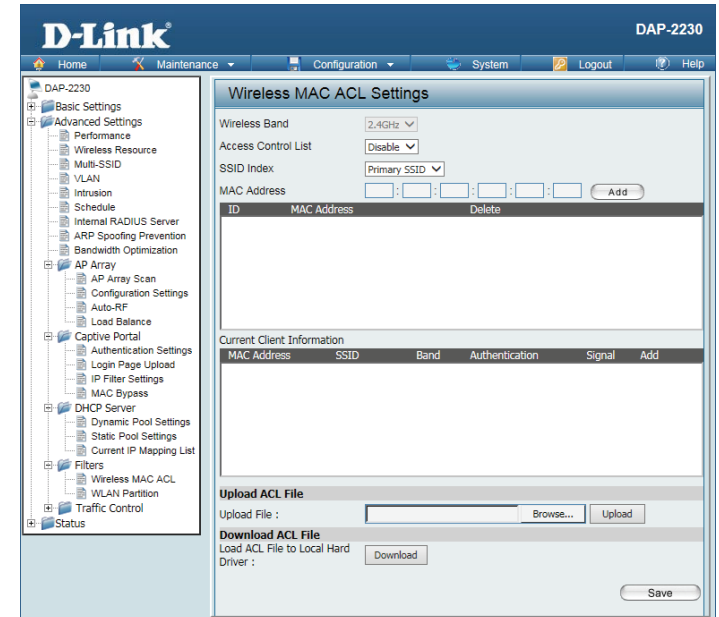 D-Link®
DAP-2230
Home Maintenance Configuration System Logout Help
DAP-2230
Basic Settings
Advanced Settings
Performance
Wireless Resource
Multi-SSID
VLAN
Intrusion
Schedule
Internal RADIUS Server
ARP Spoofing Prevention
Bandwidth Optimization
AP Array
AP Array Scan
Configuration Settings
Auto-RF
Load Balance
Captive Portal
Authentication Settings
Login Page Upload
IP Filter Settings
MAC Bypass
DHCP Server
Dynamic Pool Settings
Static Pool Settings
Current IP Mapping List
Filters
Wireless MAC ACL
WLAN Partition
Traffic Control
Status
Wireless MAC ACL Settings
Wireless Band 2.4GHz
Access Control List Disable
SSID Index Primary SSID
MAC Address : : : : : Add
ID MAC Address Delete
Current Client Information
MAC Address SSID Band Authentication Signal Add
Upload ACL File
Upload File : Browse... Upload
Download ACL File
Load ACL File to Local Hard
Driver : Download
Save